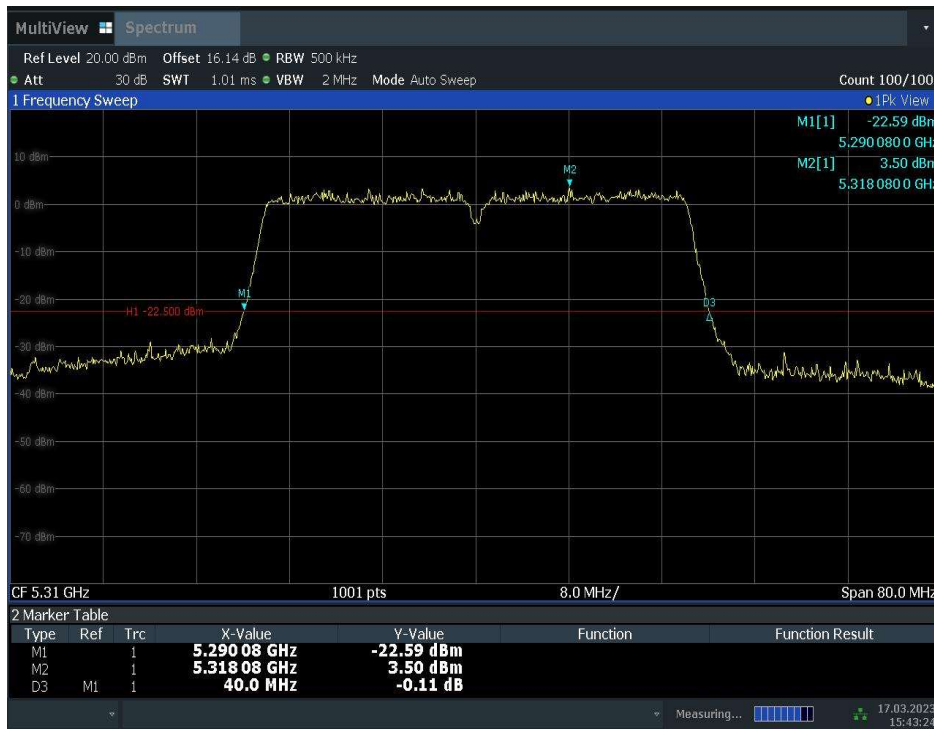 MultiView Spectrum
Ref Level 20.00 dBm Offset 16.14 dB RBW 500 kHz
Att 30 dB SWT 1.01 ms VBW 2 MHz Mode Auto Sweep Count 100/100
1 Frequency Sweep 1Pk View
M1[1] -22.59 dBm
5.290 080 0 GHz
10 dBm
M2[1] 3.50 dBm
5.318 080 0 GHz
M2
0 dBm
-10 dBm
-20 dBm
M1
D3
H1 -22.500 dBm
-30 dBm
-40 dBm
-50 dBm
-60 dBm
-70 dBm
CF 5.31 GHz 1001 pts 8.0 MHz/ Span 80.0 MHz
2 Marker Table
Type Ref Trc X-Value Y-Value Function Function Result
M1 1 5.290 08 GHz -22.59 dBm
M2 1 5.318 08 GHz 3.50 dBm
D3 M1 1 40.0 MHz -0.11 dB
Measuring... 17.03.2023
15:43:24